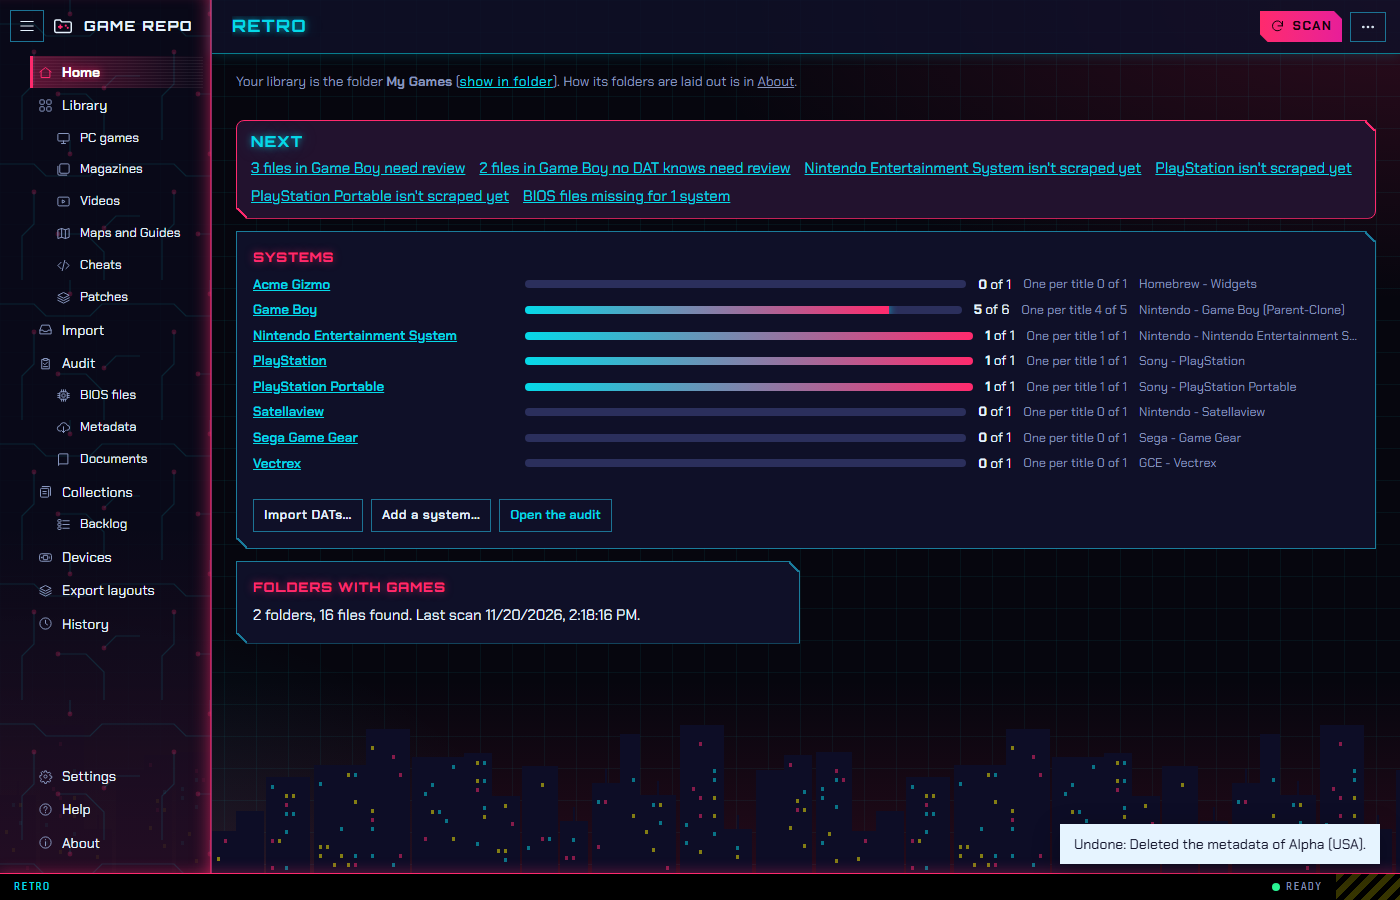 GAME REPO
RETRO
SCAN
Home
Library
PC games
Magazines
Videos
Maps and Guides
Cheats
Patches
Import
Audit
BIOS files
Metadata
Documents
Collections
Backlog
Devices
Export layouts
History
Settings
Help
About
Your library is the folder My Games (show in folder). How its folders are laid out is in About.
NEXT
3 files in Game Boy need review 2 files in Game Boy no DAT knows need review Nintendo Entertainment System isn't scraped yet PlayStation isn't scraped yet
PlayStation Portable isn't scraped yet BIOS files missing for 1 system
SYSTEMS
Acme Gizmo 0 of 1 One per title 0 of 1 Homebrew - Widgets
Game Boy 5 of 6 One per title 4 of 5 Nintendo - Game Boy (Parent-Clone)
Nintendo Entertainment System 1 of 1 One per title 1 of 1 Nintendo - Nintendo Entertainment S...
PlayStation 1 of 1 One per title 1 of 1 Sony - PlayStation
PlayStation Portable 1 of 1 One per title 1 of 1 Sony - PlayStation Portable
Satellaview 0 of 1 One per title 0 of 1 Nintendo - Satellaview
Sega Game Gear 0 of 1 One per title 0 of 1 Sega - Game Gear
Vectrex 0 of 1 One per title 0 of 1 GCE - Vectrex
Import DATs... Add a system... Open the audit
FOLDERS WITH GAMES
2 folders, 16 files found. Last scan 11/20/2026, 2:18:16 PM.
Undone: Deleted the metadata of Alpha (USA).
RETRO
READY